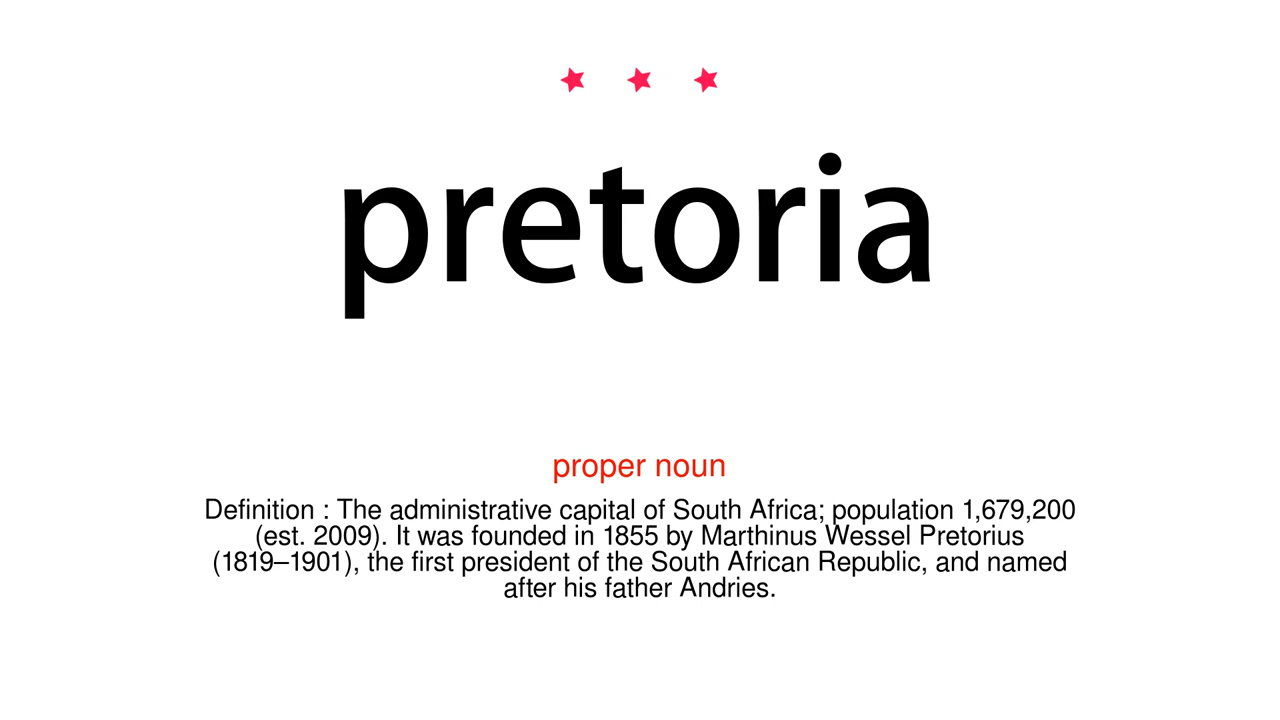 pretoria
proper noun
Definition : The administrative capital of South Africa; population 1,679,200
(est. 2009). It was founded in 1855 by Marthinus Wessel Pretorius
(1819–1901), the first president of the South African Republic, and named
after his father Andries.